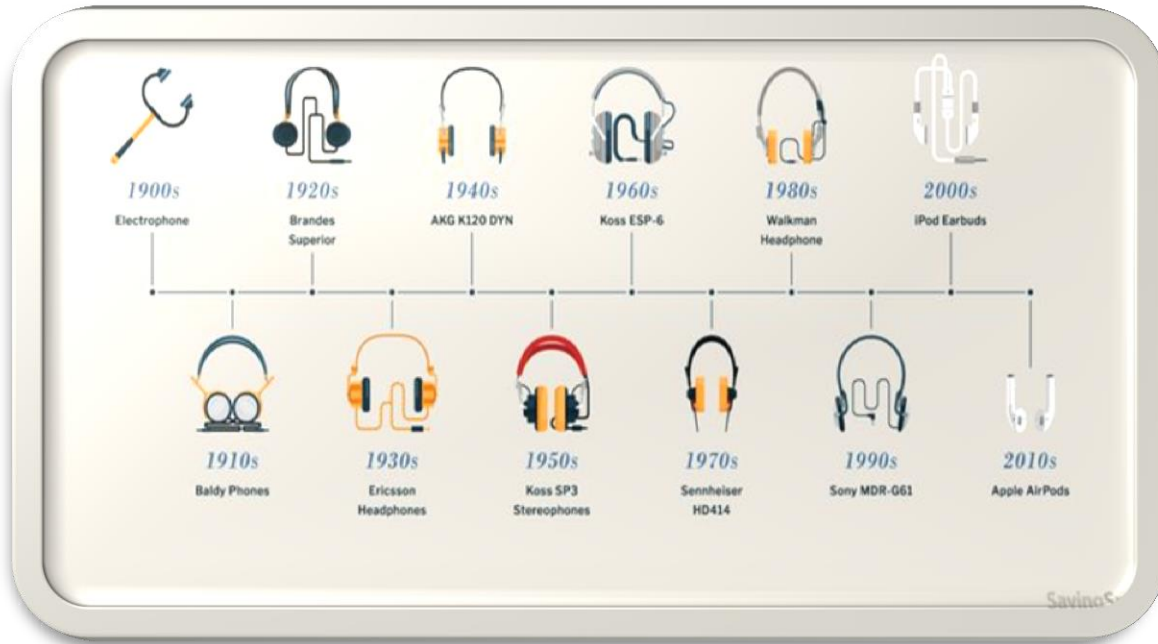 1900s
Electrophone
1920s
Brandes
Superior
1940s
AKG K120 DYN
1960s
Koss ESP-6
1980s
Walkman
Headphone
2000s
iPod Earbuds
1910s
Baldy Phones
1930s
Ericsson
Headphones
1950s
Koss SP3
Stereophones
1970s
Sennheiser
HD414
1990s
Sony MDR-G61
2010s
Apple AirPods